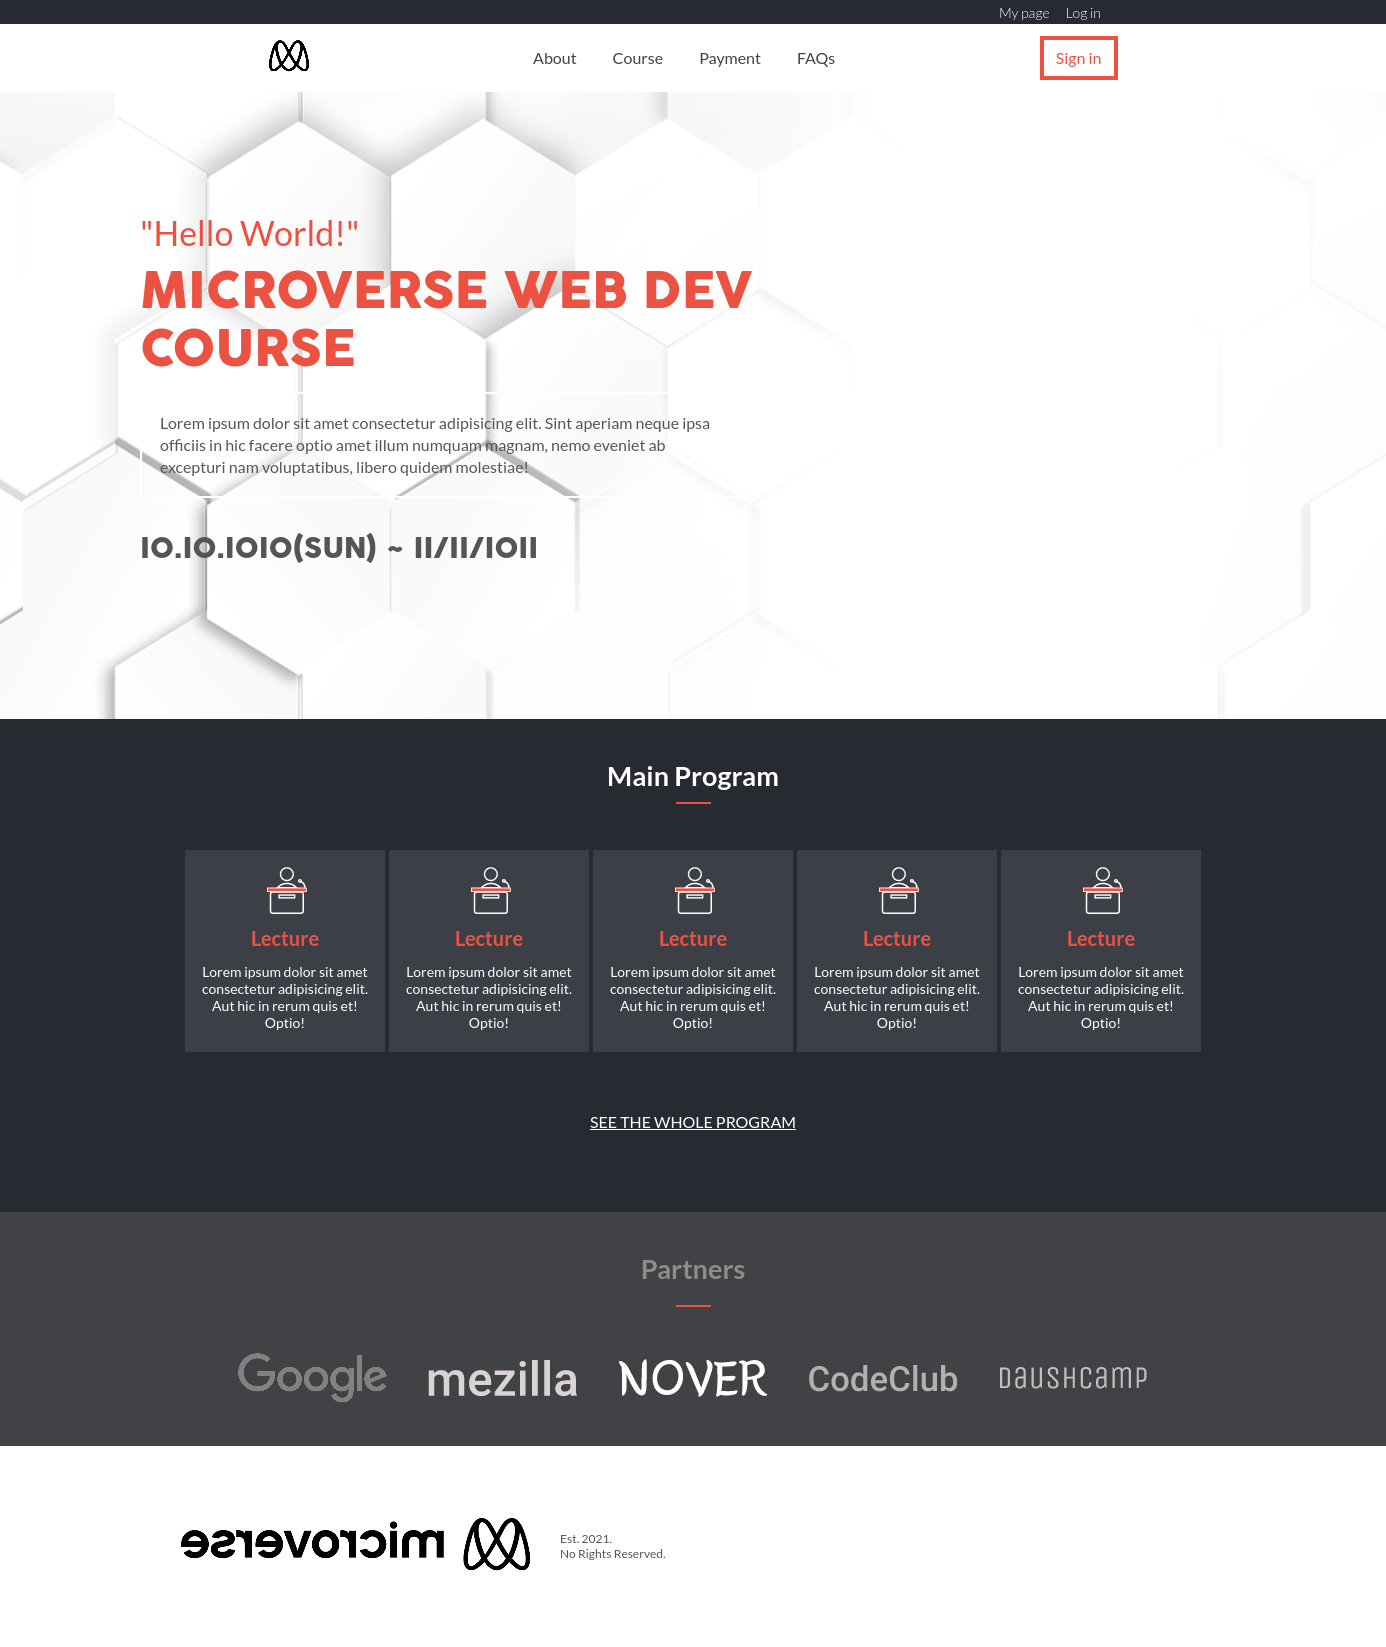 My page Log in
About Course Payment FAQs Sign in
"Hello World!"
MICROVERSE WEB DEV
COURSE
Lorem ipsum dolor sit amet consectetur adipisicing elit. Sint aperiam neque ipsa
officiis in hic facere optio amet illum numquam magnam, nemo eveniet ab
excepturi nam voluptatibus, libero quidem molestiae!
10.10.1010(SUN) ~ 11/11/1011
Main Program
Lecture
Lorem ipsum dolor sit amet
consectetur adipisicing elit.
Aut hic in rerum quis et!
Optio!
Lecture
Lorem ipsum dolor sit amet
consectetur adipisicing elit.
Aut hic in rerum quis et!
Optio!
Lecture
Lorem ipsum dolor sit amet
consectetur adipisicing elit.
Aut hic in rerum quis et!
Optio!
Lecture
Lorem ipsum dolor sit amet
consectetur adipisicing elit.
Aut hic in rerum quis et!
Optio!
Lecture
Lorem ipsum dolor sit amet
consectetur adipisicing elit.
Aut hic in rerum quis et!
Optio!
SEE THE WHOLE PROGRAM
Partners
Google mezilla NOVER CodeClub DAUSHCAMP
microverse
Est. 2021.
No Rights Reserved.